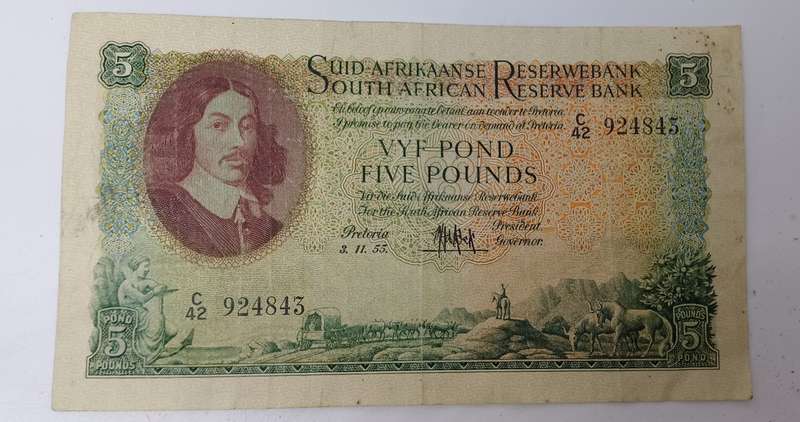 5
SUID-AFRIKAANSE RESERWEBANK
5
SOUTH AFRICAN RESERVE BANK
Ek beloof op aanvraag te betaal aan toonder te Pretoria.
I promise to pay the bearer on demand at Pretoria.
C/42 924843
VYF POND
FIVE POUNDS
Vir die Suid-Afrikaanse Reserwebank
For the South African Reserve Bank
Pretoria
President
3. 11. 53.
Governor.
C/42 924843
POND
5
POUNDS
POUNDS
5
POND